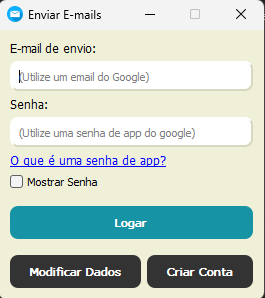 Enviar E-mails
E-mail de envio:
(Utilize um email do Google)
Senha:
(Utilize uma senha de app do google)
O que é uma senha de app?
Mostrar Senha
Logar
Modificar Dados
Criar Conta